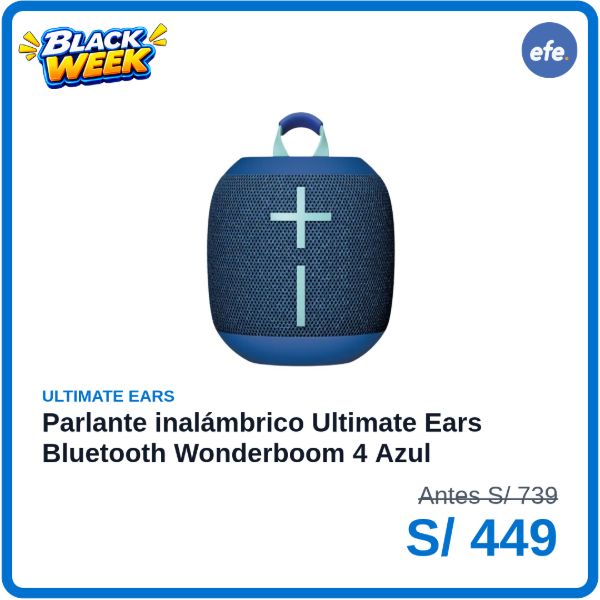 BLACK
WEEK
efe.
ULTIMATE EARS
Parlante inalámbrico Ultimate Ears
Bluetooth Wonderboom 4 Azul
Antes S/ 739
S/ 449